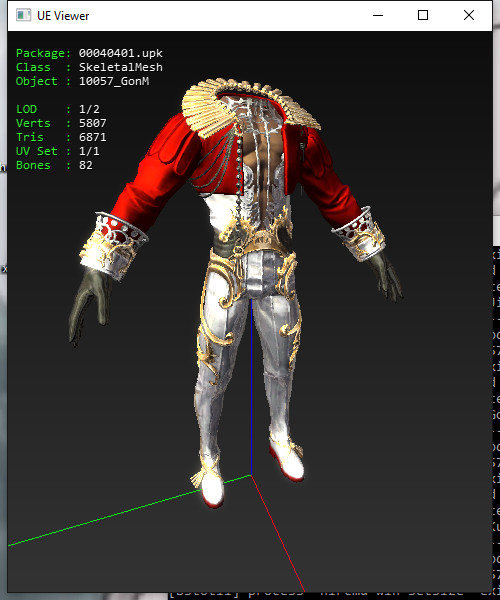 UE Viewer
Package: 00040401.upk
Class : SkeletalMesh
Object : 10057_GonM
LOD : 1/2
Verts : 5807
Tris : 6871
UV Set : 1/1
Bones : 82